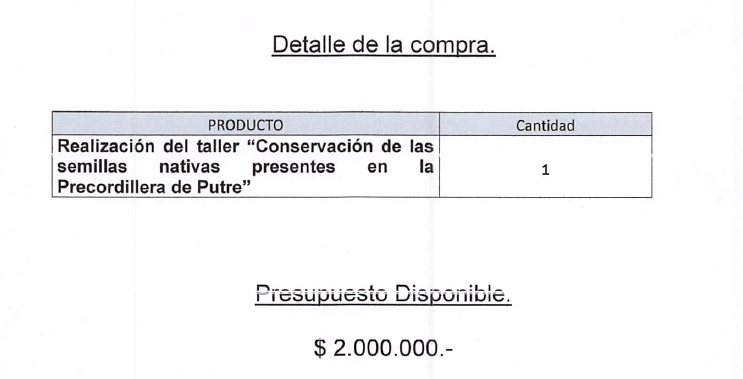 Detalle de la compra.
PRODUCTO Cantidad
Realización del taller “Conservación de las
semillas nativas presentes en la
Precordillera de Putre”
1
Presupuesto Disponible.
$ 2.000.000.-